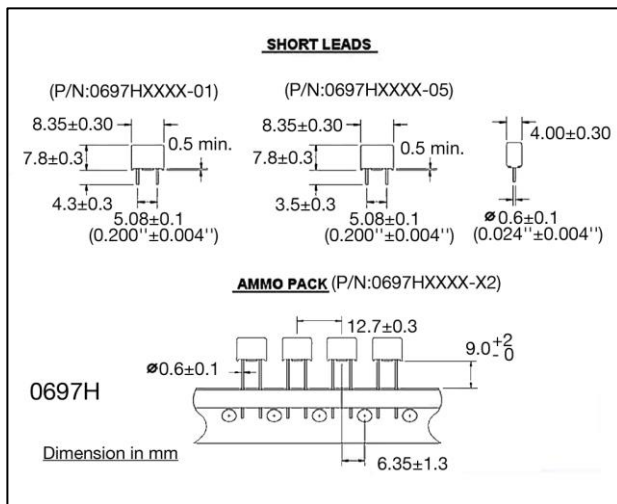 SHORT LEADS
(P/N:0697HXXXX-01)
(P/N:0697HXXXX-05)
8.35±0.30
0.5 min.
7.8±0.3
4.3±0.3
5.08±0.1
(0.200''±0.004'')
8.35±0.30
0.5 min.
7.8±0.3
3.5±0.3
5.08±0.1
(0.200''±0.004'')
4.00±0.30
ø0.6±0.1
(0.024''±0.004'')
AMMO PACK (P/N:0697HXXXX-X2)
12.7±0.3
9.0+2-0
ø0.6±0.1
0697H
Dimension in mm
6.35±1.3